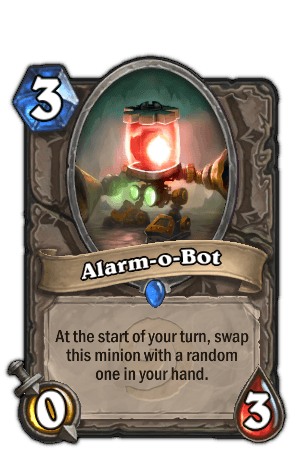 3
Alarm-o-Bot
At the start of your turn, swap
this minion with a random
one in your hand.
0
3